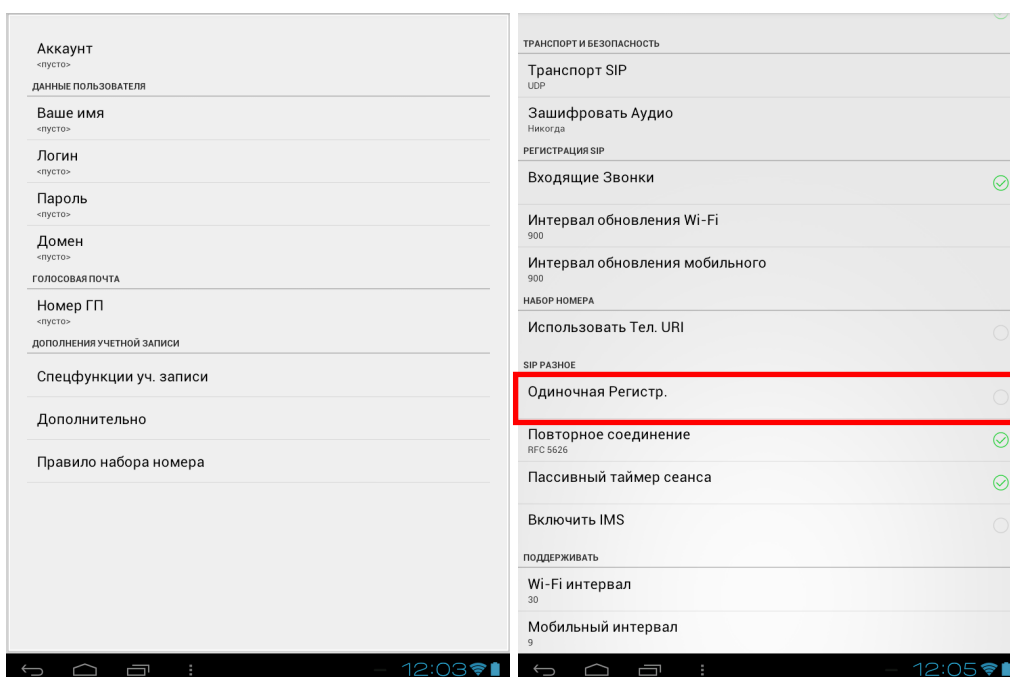 Аккаунт
<пусто>
ДАННЫЕ ПОЛЬЗОВАТЕЛЯ
Ваше имя
<пусто>
Логин
<пусто>
Пароль
<пусто>
Домен
<пусто>
ГОЛОСОВАЯ ПОЧТА
Номер ГП
<пусто>
ДОПОЛНЕНИЯ УЧЕТНОЙ ЗАПИСИ
Спецфункции уч. записи
Дополнительно
Правило набора номера
12:03
ТРАНСПОРТ И БЕЗОПАСНОСТЬ
Транспорт SIP
UDP
Зашифровать Аудио
Никогда
РЕГИСТРАЦИЯ SIP
Входящие Звонки
Интервал обновления Wi-Fi
900
Интервал обновления мобильного
900
НАБОР НОМЕРА
Использовать Тел. URI
SIP РАЗНОЕ
Одиночная Регистр.
Повторное соединение
RFC 5626
Пассивный таймер сеанса
Включить IMS
ПОДДЕРЖИВАТЬ
Wi-Fi интервал
30
Мобильный интервал
9
12:05